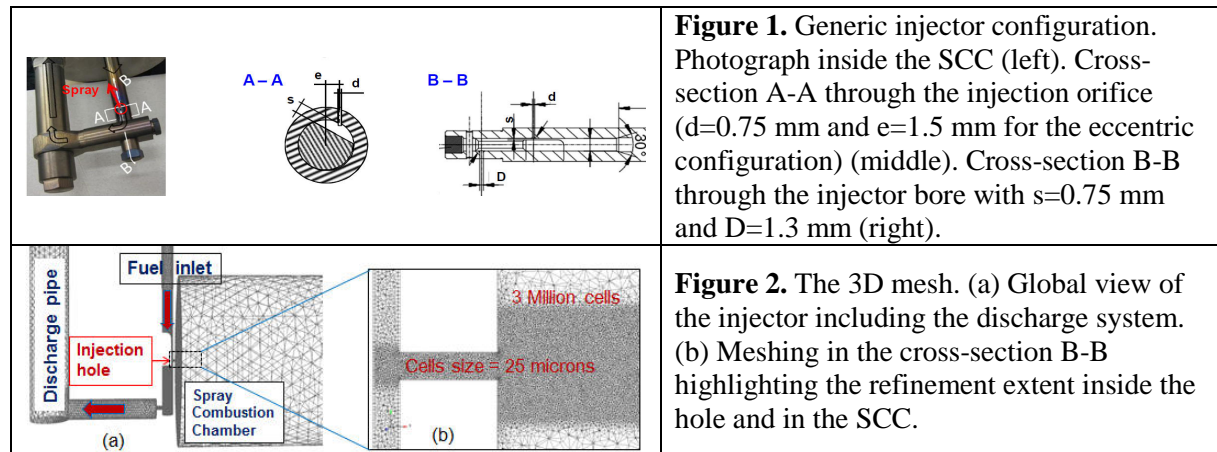 Spray
B
A
A
B
A – A
e
d
s
B – B
d
s
D
30°
Figure 1. Generic injector configuration.
Photograph inside the SCC (left). Cross-
section A-A through the injection orifice
(d=0.75 mm and e=1.5 mm for the eccentric
configuration) (middle). Cross-section B-B
through the injector bore with s=0.75 mm
and D=1.3 mm (right).
Discharge pipe
Fuel inlet
Injection
hole
Spray
Combustion
Chamber
(a)
3 Million cells
Cells size = 25 microns
(b)
Figure 2. The 3D mesh. (a) Global view of
the injector including the discharge system.
(b) Meshing in the cross-section B-B
highlighting the refinement extent inside the
hole and in the SCC.